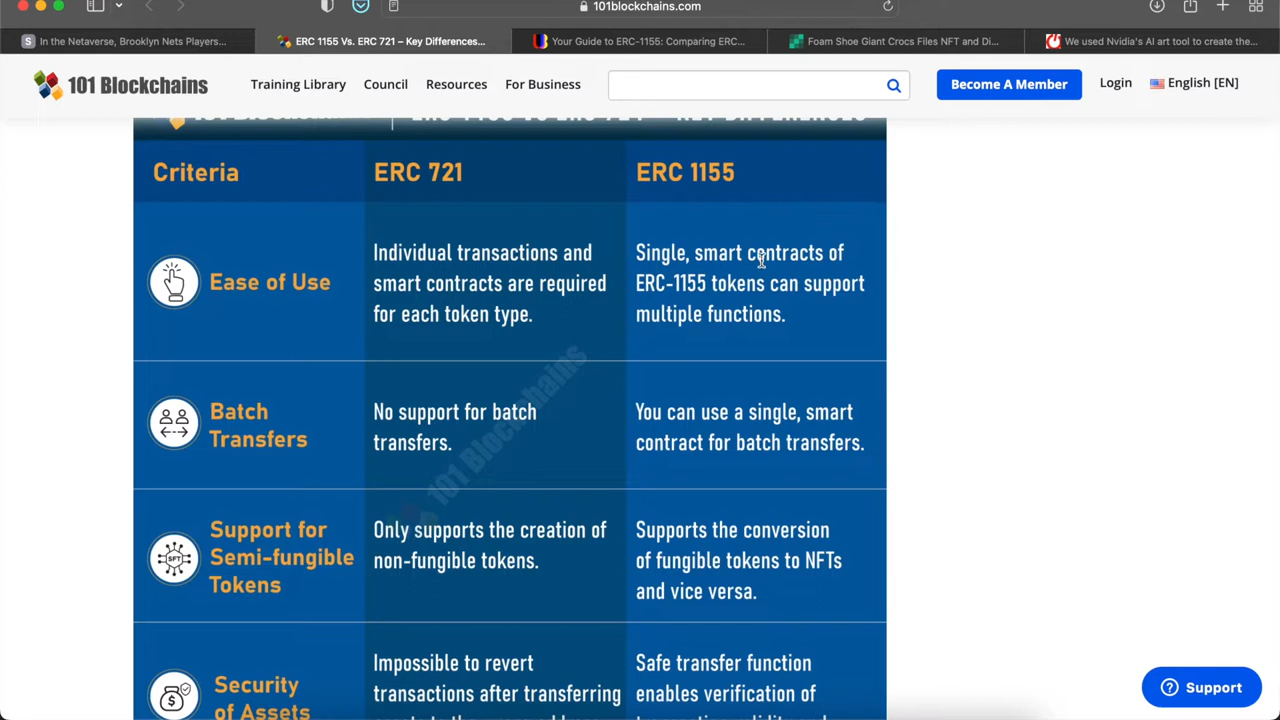 101blockchains.com
In the Netaverse, Brooklyn Nets Players...
ERC 1155 Vs. ERC 721 – Key Differences...
Your Guide to ERC-1155: Comparing ERC...
Foam Shoe Giant Crocs Files NFT and Di...
We used Nvidia's AI art tool to create the...
101 Blockchains
Training Library
Council
Resources
For Business
Become A Member
Login
English [EN]
Criteria
ERC 721
ERC 1155
Ease of Use
Individual transactions and
smart contracts are required
for each token type.
Single, smart contracts of
ERC-1155 tokens can support
multiple functions.
Batch
Transfers
No support for batch
transfers.
You can use a single, smart
contract for batch transfers.
SFT
Support for
Semi-fungible
Tokens
Only supports the creation of
non-fungible tokens.
Supports the conversion
of fungible tokens to NFTs
and vice versa.
101 Blockchains
Security
of Assets
Impossible to revert
transactions after transferring
Safe transfer function
enables verification of
Support